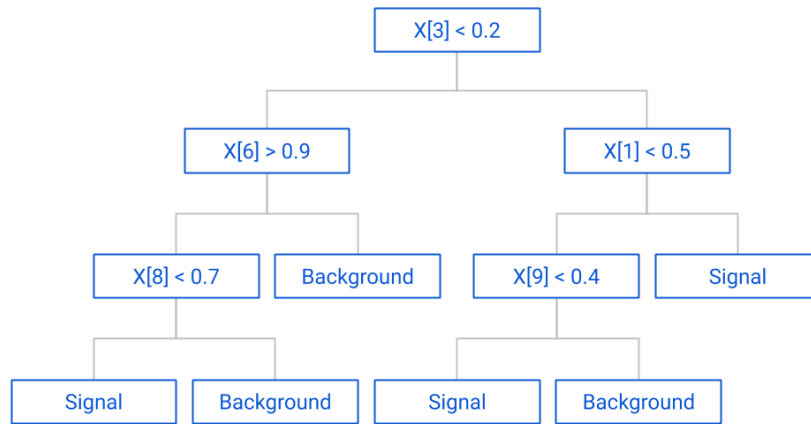 X[3] < 0.2
X[6] > 0.9
X[1] < 0.5
X[8] < 0.7
Background
X[9] < 0.4
Signal
Signal
Background
Signal
Background